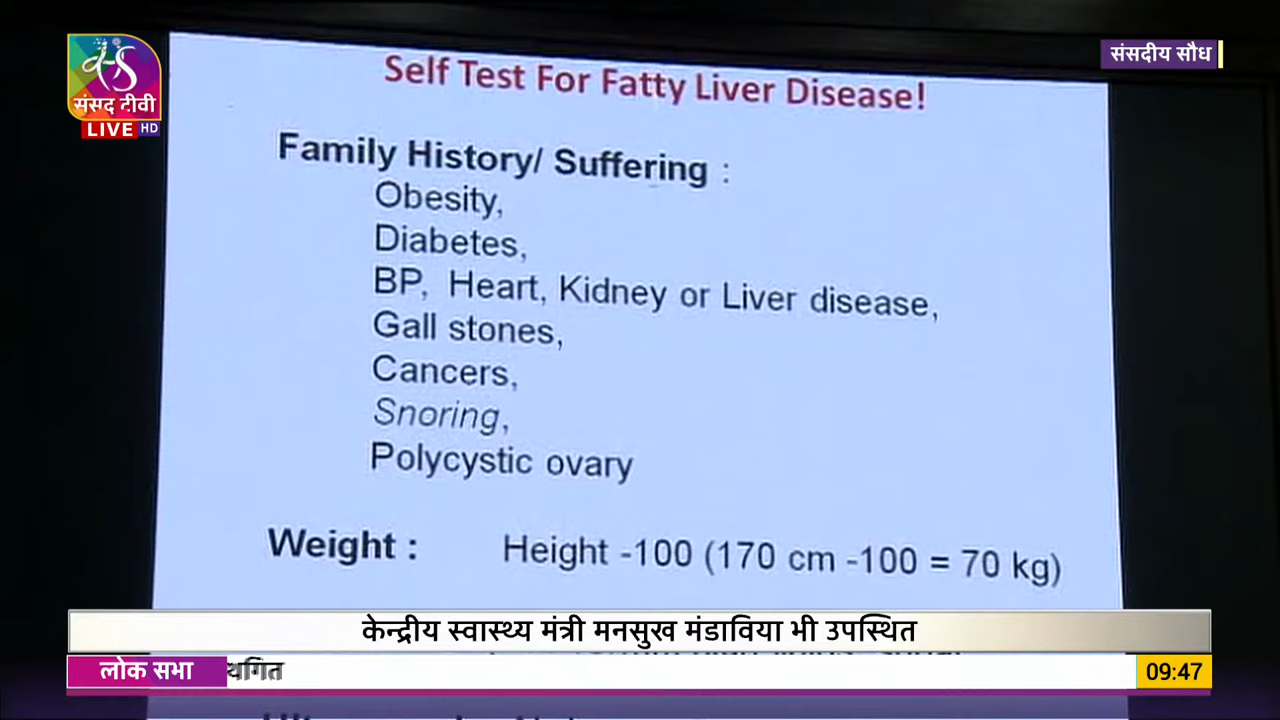 संसद टीवी
LIVE HD
संसदीय सौध
Self Test For Fatty Liver Disease!
Family History/ Suffering :
Obesity,
Diabetes,
BP, Heart, Kidney or Liver disease,
Gall stones,
Cancers,
Snoring,
Polycystic ovary
Weight : Height -100 (170 cm -100 = 70 kg)
केन्द्रीय स्वास्थ्य मंत्री मनसुख मंडाविया भी उपस्थित
लोक सभा
09:47